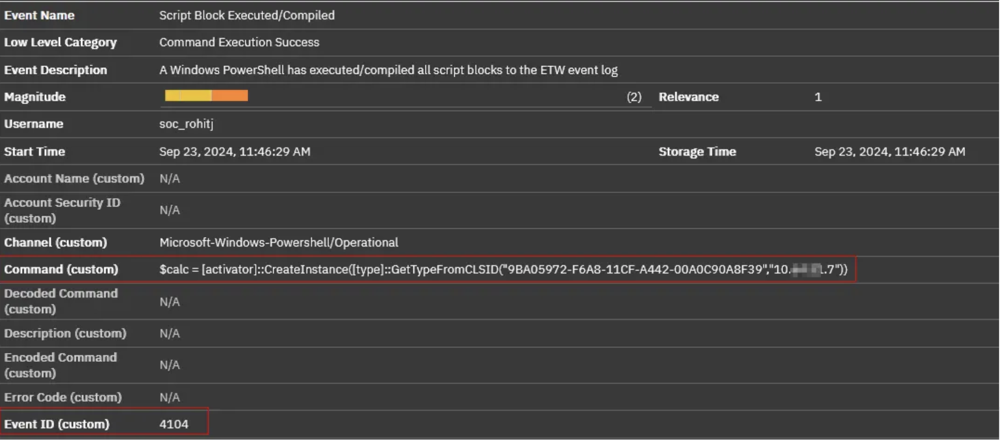 Event Name Script Block Executed/Compiled
Low Level Category Command Execution Success
Event Description A Windows PowerShell has executed/compiled all script blocks to the ETW event log
Magnitude (2) Relevance 1
Username soc_rohitj
Start Time Sep 23, 2024, 11:46:29 AM Storage Time Sep 23, 2024, 11:46:29 AM
Account Name (custom) N/A
Account Security ID
(custom) N/A
Channel (custom) Microsoft-Windows-Powershell/Operational
Command (custom) $calc = [activator]::CreateInstance([type]::GetTypeFromCLSID("9BA05972-F6A8-11CF-A442-00A0C90A8F39","10. .7"))
Decoded Command
(custom) N/A
Description (custom) N/A
Encoded Command
(custom) N/A
Error Code (custom) N/A
Event ID (custom) 4104